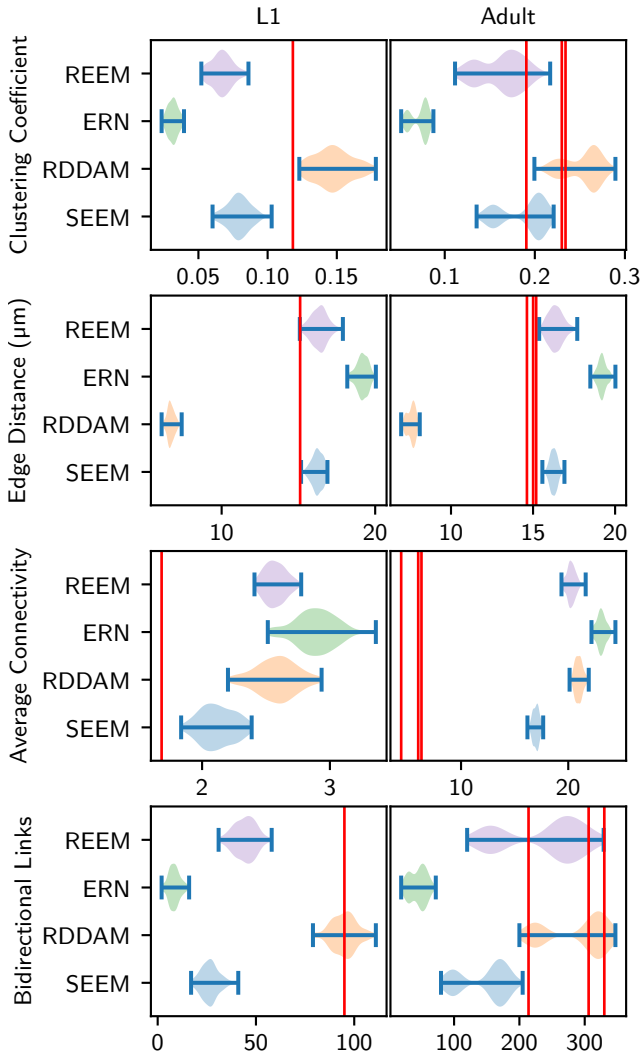 L1 Adult
Clustering Coefficient
REEM
ERN
RDDAM
SEEM
0.05 0.10 0.15 0.1 0.2 0.3
Edge Distance (µm)
REEM
ERN
RDDAM
SEEM
10 20 10 15 20
Average Connectivity
REEM
ERN
RDDAM
SEEM
2 3 10 20
Bidirectional Links
REEM
ERN
RDDAM
SEEM
0 50 100 100 200 300